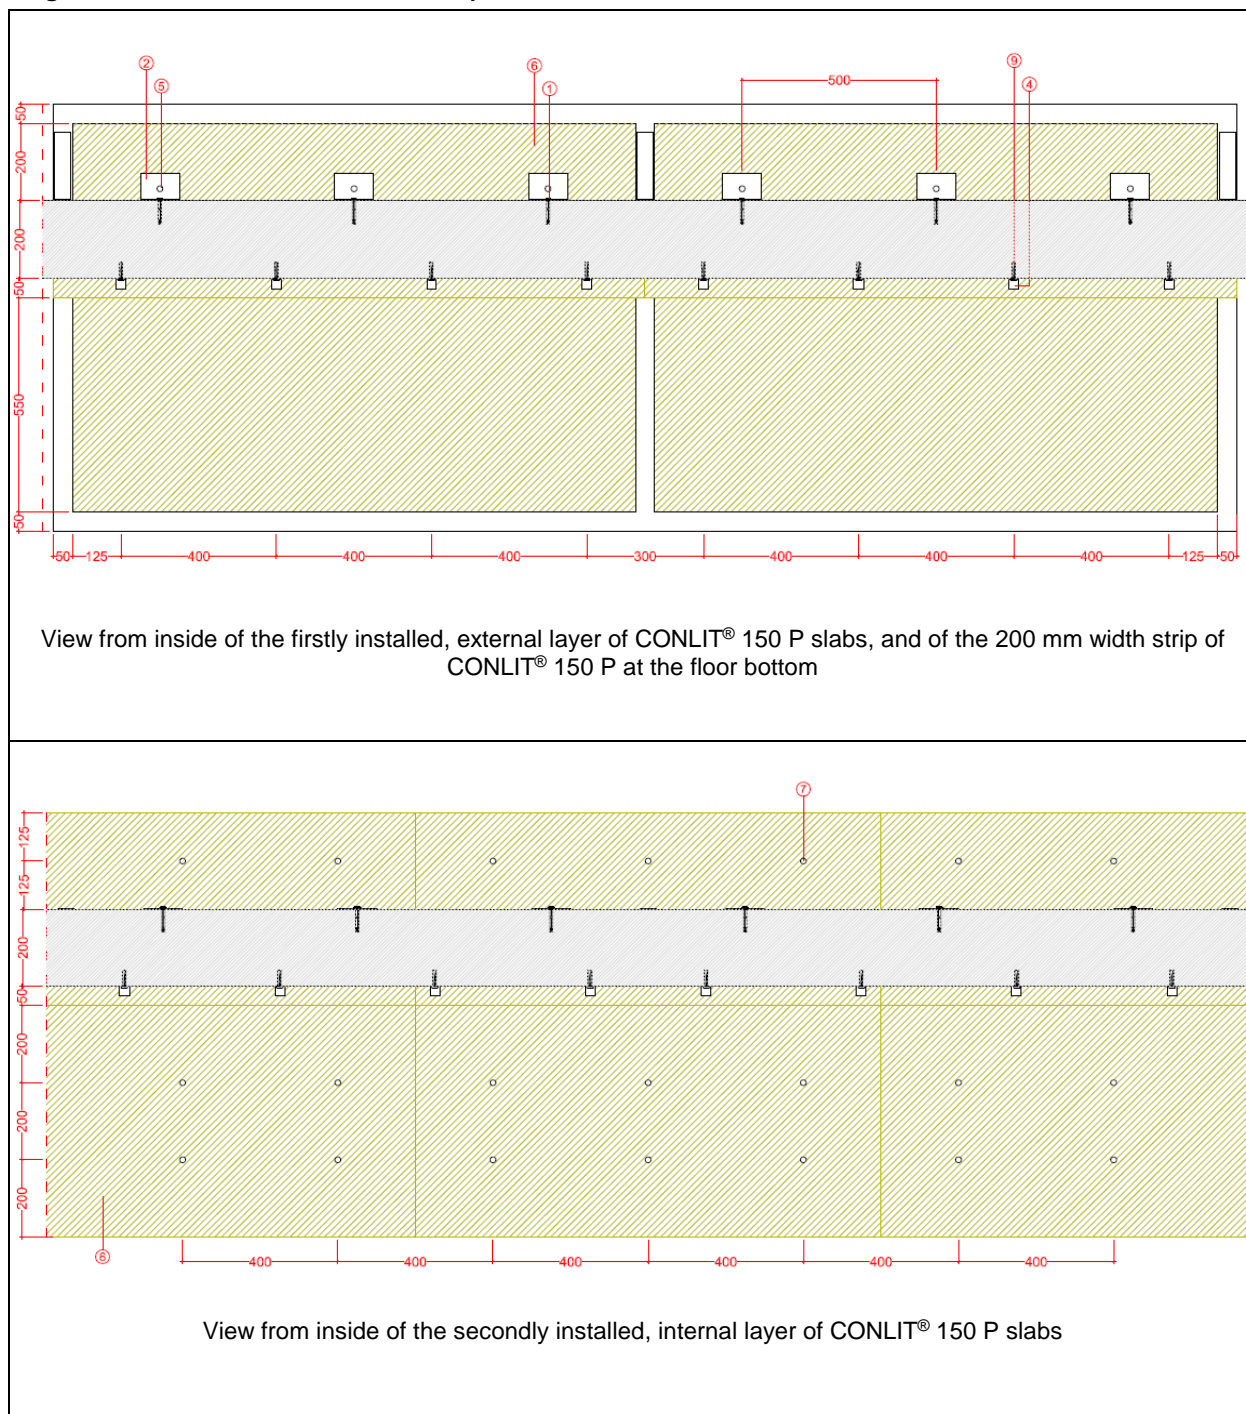 ② ⑥ ⑨
⑤ ① 500 ④
50
200
200
50
550
50
50 125 400 400 400 300 400 400 400 125 50
View from inside of the firstly installed, external layer of CONLIT® 150 P slabs, and of the 200 mm width strip of
CONLIT® 150 P at the floor bottom
⑦
125
125
200
50
200
200
200
⑥
400 400 400 400 400 400
View from inside of the secondly installed, internal layer of CONLIT® 150 P slabs